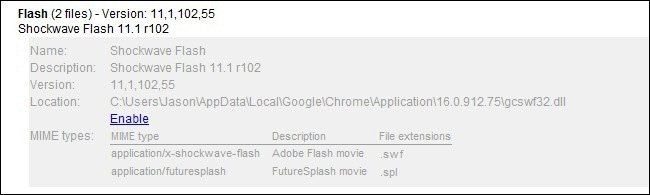 Flash (2 files) - Version: 11,1,102,55
Shockwave Flash 11.1 r102
Name: Shockwave Flash
Description: Shockwave Flash 11.1 r102
Version: 11,1,102,55
Location: C:\Users\Jason\AppData\Local\Google\Chrome\Application\16.0.912.75\gcswf32.dll
Enable
MIME types: MIME type Description File extensions
application/x-shockwave-flash Adobe Flash movie .swf
application/futuresplash FutureSplash movie .spl